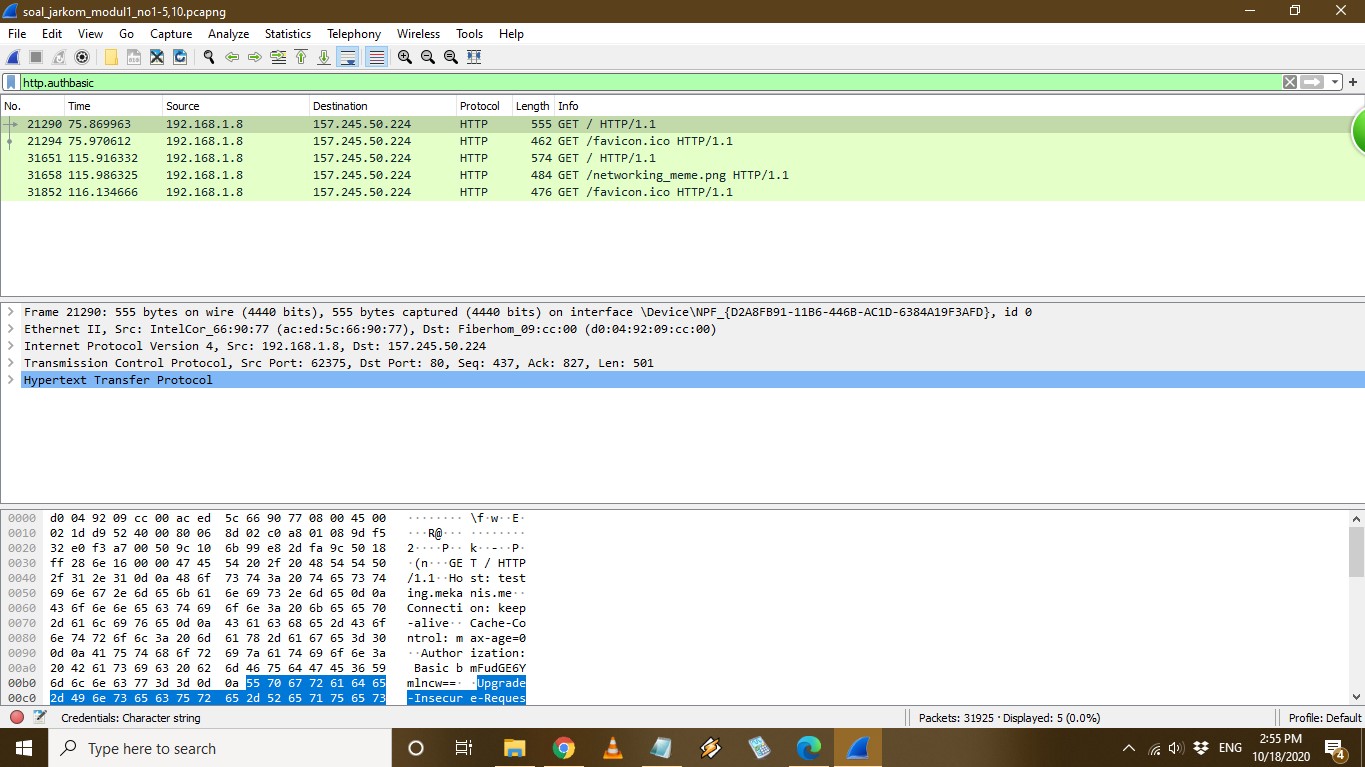 soal_jarkom_modul1_no1-5,10.pcapng
File Edit View Go Capture Analyze Statistics Telephony Wireless Tools Help
http.authbasic
No. Time Source Destination Protocol Length Info
21290 75.869963 192.168.1.8 157.245.50.224 HTTP 555 GET / HTTP/1.1
21294 75.970612 192.168.1.8 157.245.50.224 HTTP 462 GET /favicon.ico HTTP/1.1
31651 115.916332 192.168.1.8 157.245.50.224 HTTP 574 GET / HTTP/1.1
31658 115.986325 192.168.1.8 157.245.50.224 HTTP 484 GET /networking_meme.png HTTP/1.1
31852 116.134666 192.168.1.8 157.245.50.224 HTTP 476 GET /favicon.ico HTTP/1.1
Frame 21290: 555 bytes on wire (4440 bits), 555 bytes captured (4440 bits) on interface \Device\NPF_{D2A8FB91-11B6-446B-AC1D-6384A19F3AFD}, id 0
Ethernet II, Src: IntelCor_66:90:77 (ac:ed:5c:66:90:77), Dst: Fiberhom_09:cc:00 (d0:04:92:09:cc:00)
Internet Protocol Version 4, Src: 192.168.1.8, Dst: 157.245.50.224
Transmission Control Protocol, Src Port: 62375, Dst Port: 80, Seq: 437, Ack: 827, Len: 501
Hypertext Transfer Protocol
0000 d0 04 92 09 cc 00 ac ed 5c 66 90 77 08 00 45 00 ········ \f·w··E·
0010 02 1d d9 52 40 00 80 06 8d 02 c0 a8 01 08 9d f5 ···R@··· ········
0020 32 e0 f3 a7 00 50 9c 10 6b 99 e8 2d fa 9c 50 18 2····P·· k··-··P·
0030 ff 28 6e 16 00 00 47 45 54 20 2f 20 48 54 54 50 ·(n···GE T / HTTP
0040 2f 31 2e 31 0d 0a 48 6f 73 74 3a 20 74 65 73 74 /1.1··Ho st: test
0050 69 6e 67 2e 6d 65 6b 61 6e 69 73 2e 6d 65 0d 0a ing.meka nis.me··
0060 43 6f 6e 6e 65 63 74 69 6f 6e 3a 20 6b 65 65 70 Connecti on: keep
0070 2d 61 6c 69 76 65 0d 0a 43 61 63 68 65 2d 43 6f -alive·· Cache-Co
0080 6e 74 72 6f 6c 3a 20 6d 61 78 2d 61 67 65 3d 30 ntrol: m ax-age=0
0090 0d 0a 41 75 74 68 6f 72 69 7a 61 74 69 6f 6e 3a ··Author ization:
00a0 20 42 61 73 69 63 20 62 6d 46 75 64 47 45 36 59 Basic b mFudGE6Y
00b0 6d 6c 6e 63 77 3d 3d 0d 0a 55 70 67 72 61 64 65 mlncw==· ·Upgrade
00c0 2d 49 6e 73 65 63 75 72 65 2d 52 65 71 75 65 73 -Insecur e-Reques
Credentials: Character string
Packets: 31925 · Displayed: 5 (0.0%)
Profile: Default
Type here to search
ENG
2:55 PM
10/18/2020
4